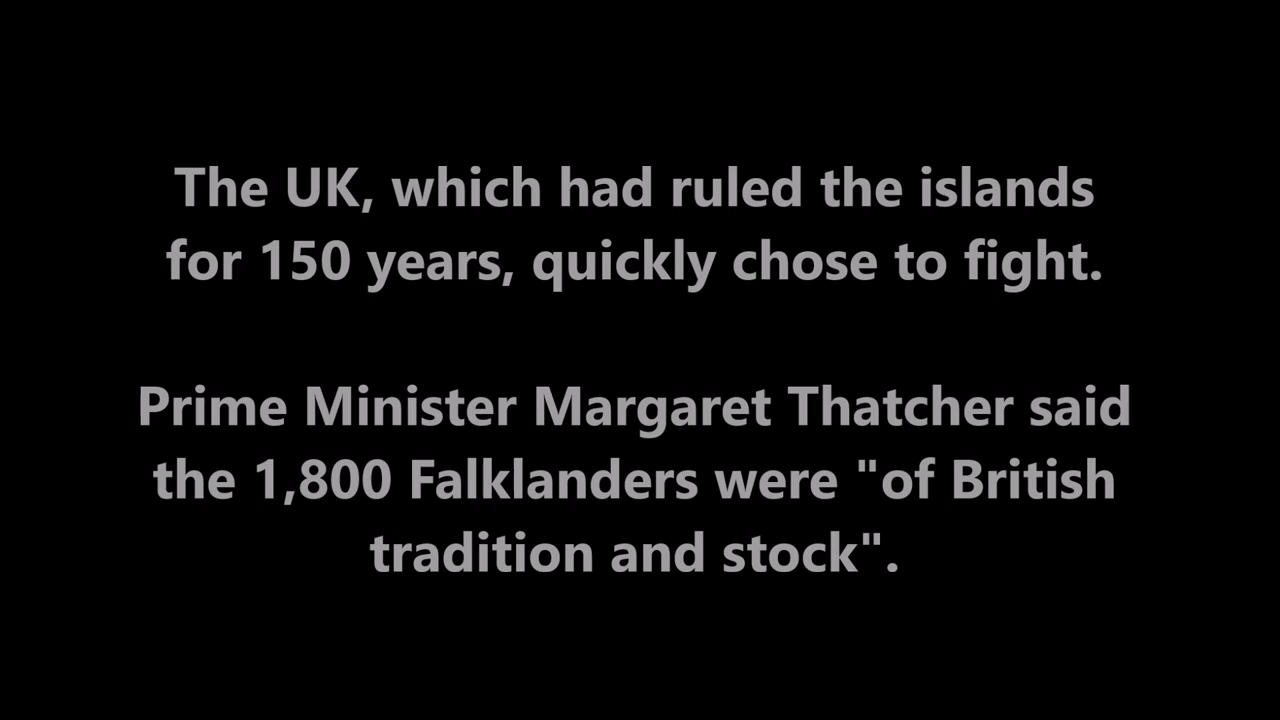 The UK, which had ruled the islands
for 150 years, quickly chose to fight.
Prime Minister Margaret Thatcher said
the 1,800 Falklanders were "of British
tradition and stock".